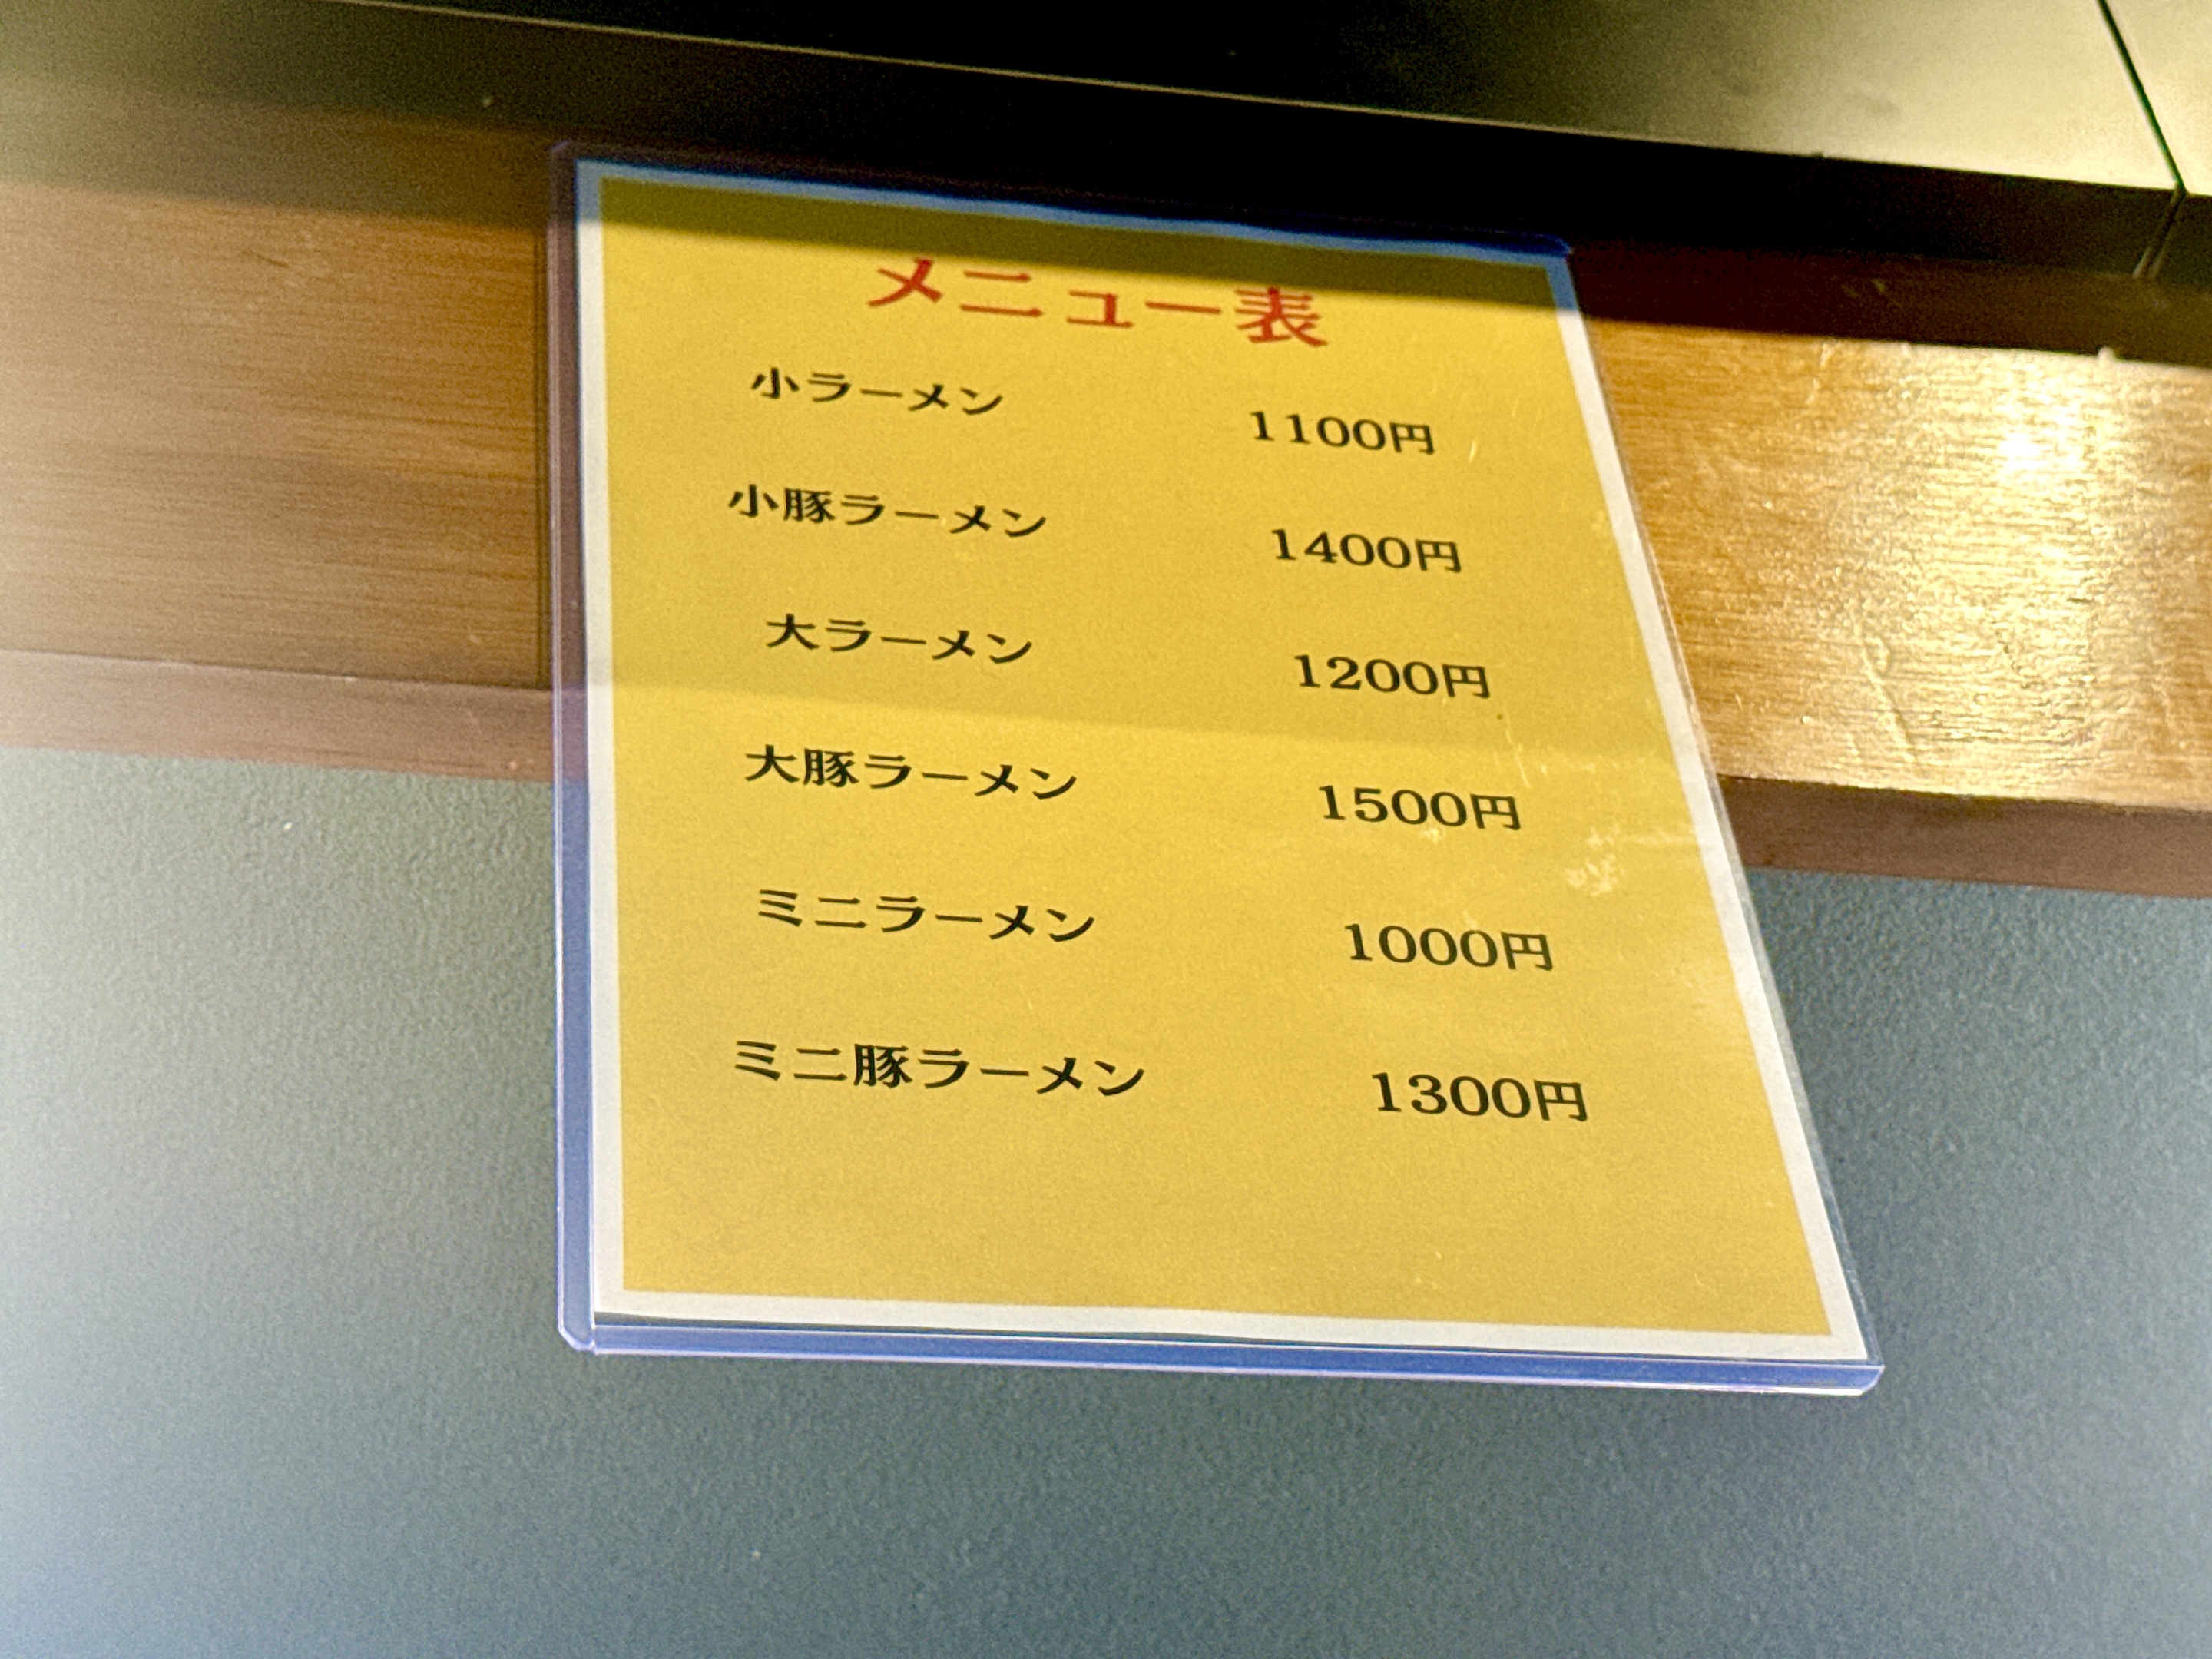 メニュー表
小ラーメン 1100円
小豚ラーメン 1400円
大ラーメン 1200円
大豚ラーメン 1500円
ミニラーメン 1000円
ミニ豚ラーメン 1300円